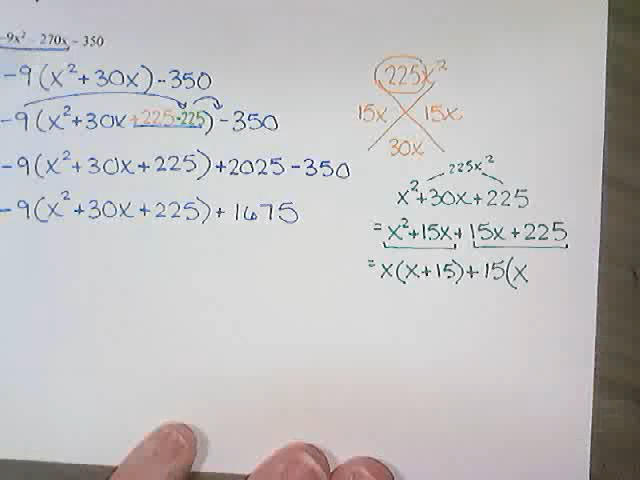 -9x² - 270x - 350
-9(x²+30x)-350
-9(x²+30x+225-225)-350
-9(x²+30x+225)+2025-350
-9(x²+30x+225)+1675
225x²
15x 15x
30x
225x²
x²+30x+225
=x²+15x+15x+225
=x(x+15)+15(x